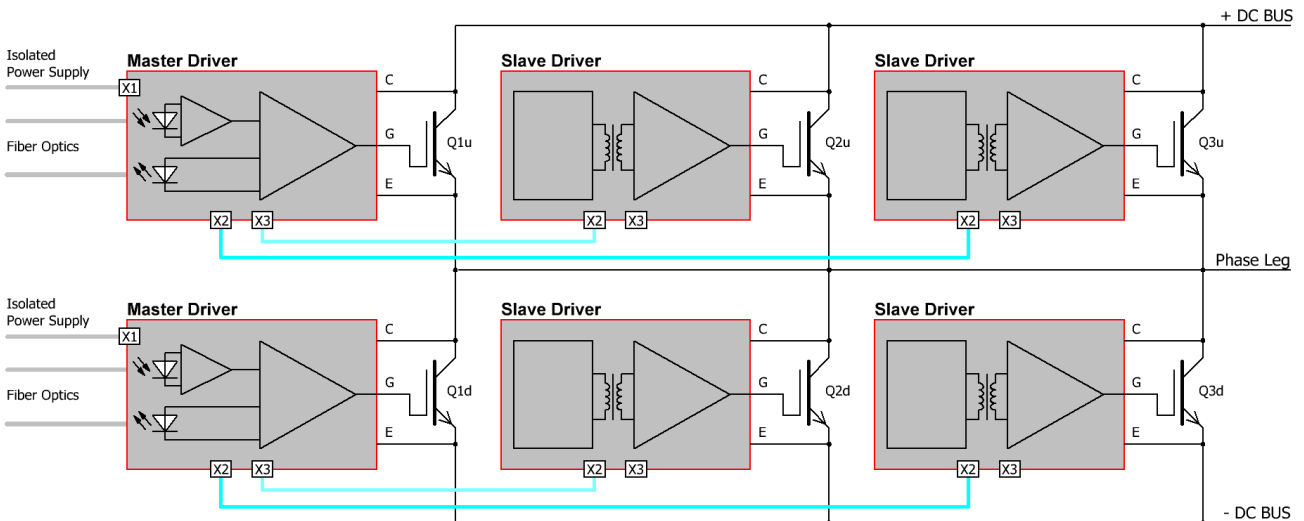 + DC BUS
Isolated
Power Supply
Master Driver
Slave Driver
Slave Driver
X1
C
C
C
Fiber Optics
G
Q1u
G
Q2u
G
Q3u
E
E
E
X2
X3
X2
X3
X2
X3
Phase Leg
Isolated
Power Supply
Master Driver
Slave Driver
Slave Driver
X1
C
C
C
Fiber Optics
G
Q1d
G
Q2d
G
Q3d
E
E
E
X2
X3
X2
X3
X2
X3
- DC BUS